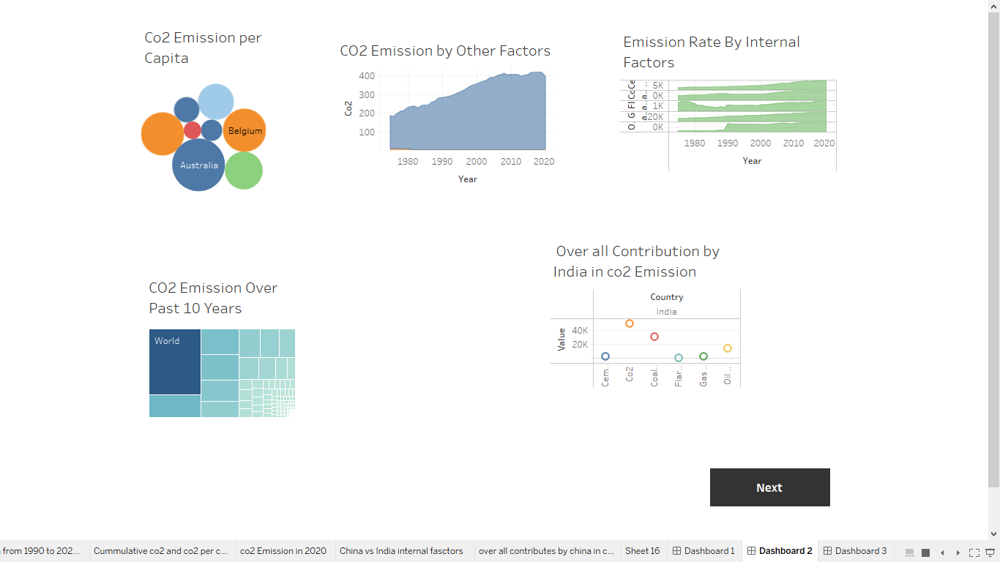 Co2 Emission per
Capita
Belgium
Australia
CO2 Emission by Other Factors
Co2
400
300
200
100
1980 1990 2000 2010 2020
Year
Emission Rate By Internal
Factors
5K
0K
1K
20K
0K
1980 1990 2000 2010 2020
Year
CO2 Emission Over
Past 10 Years
World
Over all Contribution by
India in co2 Emission
Country
India
Value
40K
20K
Cem.. Co2 Coal.. Flar.. Gas .. Oil ..
Next
from 1990 to 202... Cummulative co2 and co2 per c... co2 Emission in 2020 China vs India internal fasctors over all contributes by china in c... Sheet 16 Dashboard 1 Dashboard 2 Dashboard 3